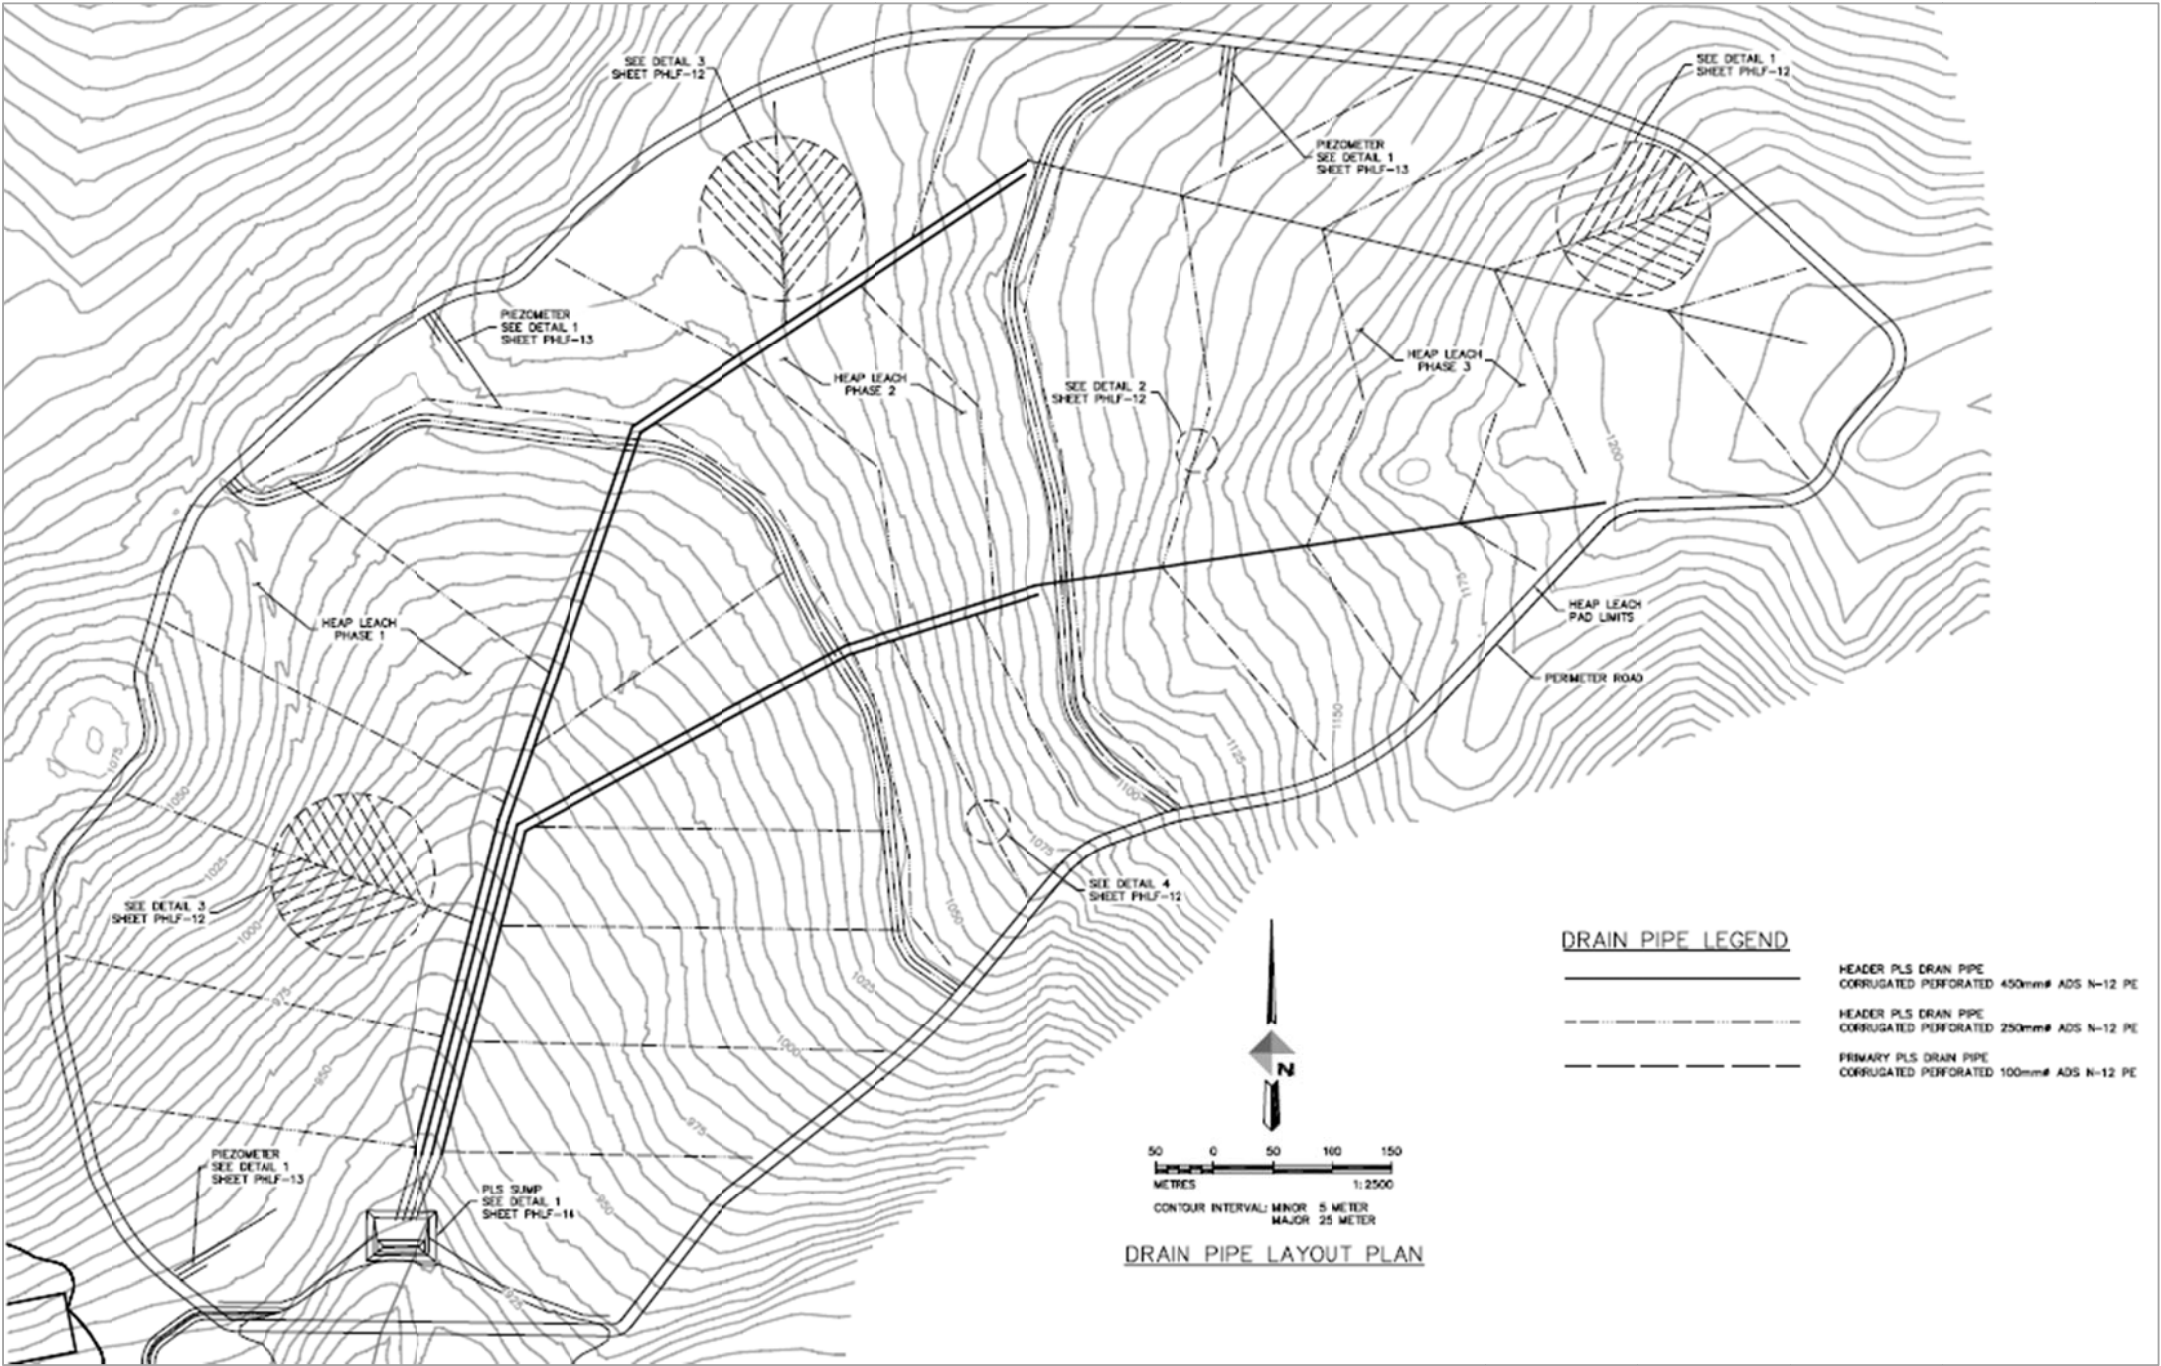 SEE DETAIL 3
SHEET PHLF-12
SEE DETAIL 1
SHEET PHLF-12
PIEZOMETER
SEE DETAIL 1
SHEET PHLF-13
PIEZOMETER
SEE DETAIL 1
SHEET PHLF-13
HEAP LEACH
PHASE 2
SEE DETAIL 2
SHEET PHLF-12
HEAP LEACH
PHASE 3
1200
1175
HEAP LEACH
PAD LIMITS
HEAP LEACH
PHASE 1
PERIMETER ROAD
1150
1125
1100
1075
1075
1050
1025
1000
975
950
SEE DETAIL 3
SHEET PHLF-12
SEE DETAIL 4
SHEET PHLF-12
1050
1025
1000
975
950
925
PIEZOMETER
SEE DETAIL 1
SHEET PHLF-13
PLS SUMP
SEE DETAIL 1
SHEET PHLF-14
N
50 0 50 100 150
METRES 1:2500
CONTOUR INTERVAL: MINOR 5 METER
MAJOR 25 METER
DRAIN PIPE LAYOUT PLAN
DRAIN PIPE LEGEND
HEADER PLS DRAIN PIPE
CORRUGATED PERFORATED 450mmø ADS N-12 PE
HEADER PLS DRAIN PIPE
CORRUGATED PERFORATED 250mmø ADS N-12 PE
PRIMARY PLS DRAIN PIPE
CORRUGATED PERFORATED 100mmø ADS N-12 PE